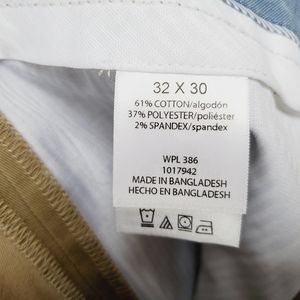 32 X 30
61% COTTON/algodón
37% POLYESTER/poliéster
2% SPANDEX/spandex
WPL 386
1017942
MADE IN BANGLADESH
HECHO EN BANGLADESH